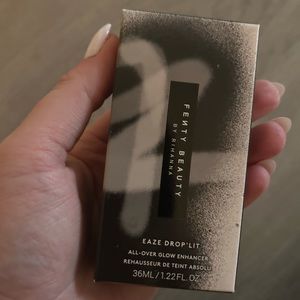 FENTY BEAUTY
BY RIHANNA
EAZE DROP'LIT
ALL-OVER GLOW ENHANCER
REHAUSSEUR DE TEINT ABSOLU
36ML/1.22FL.OZ